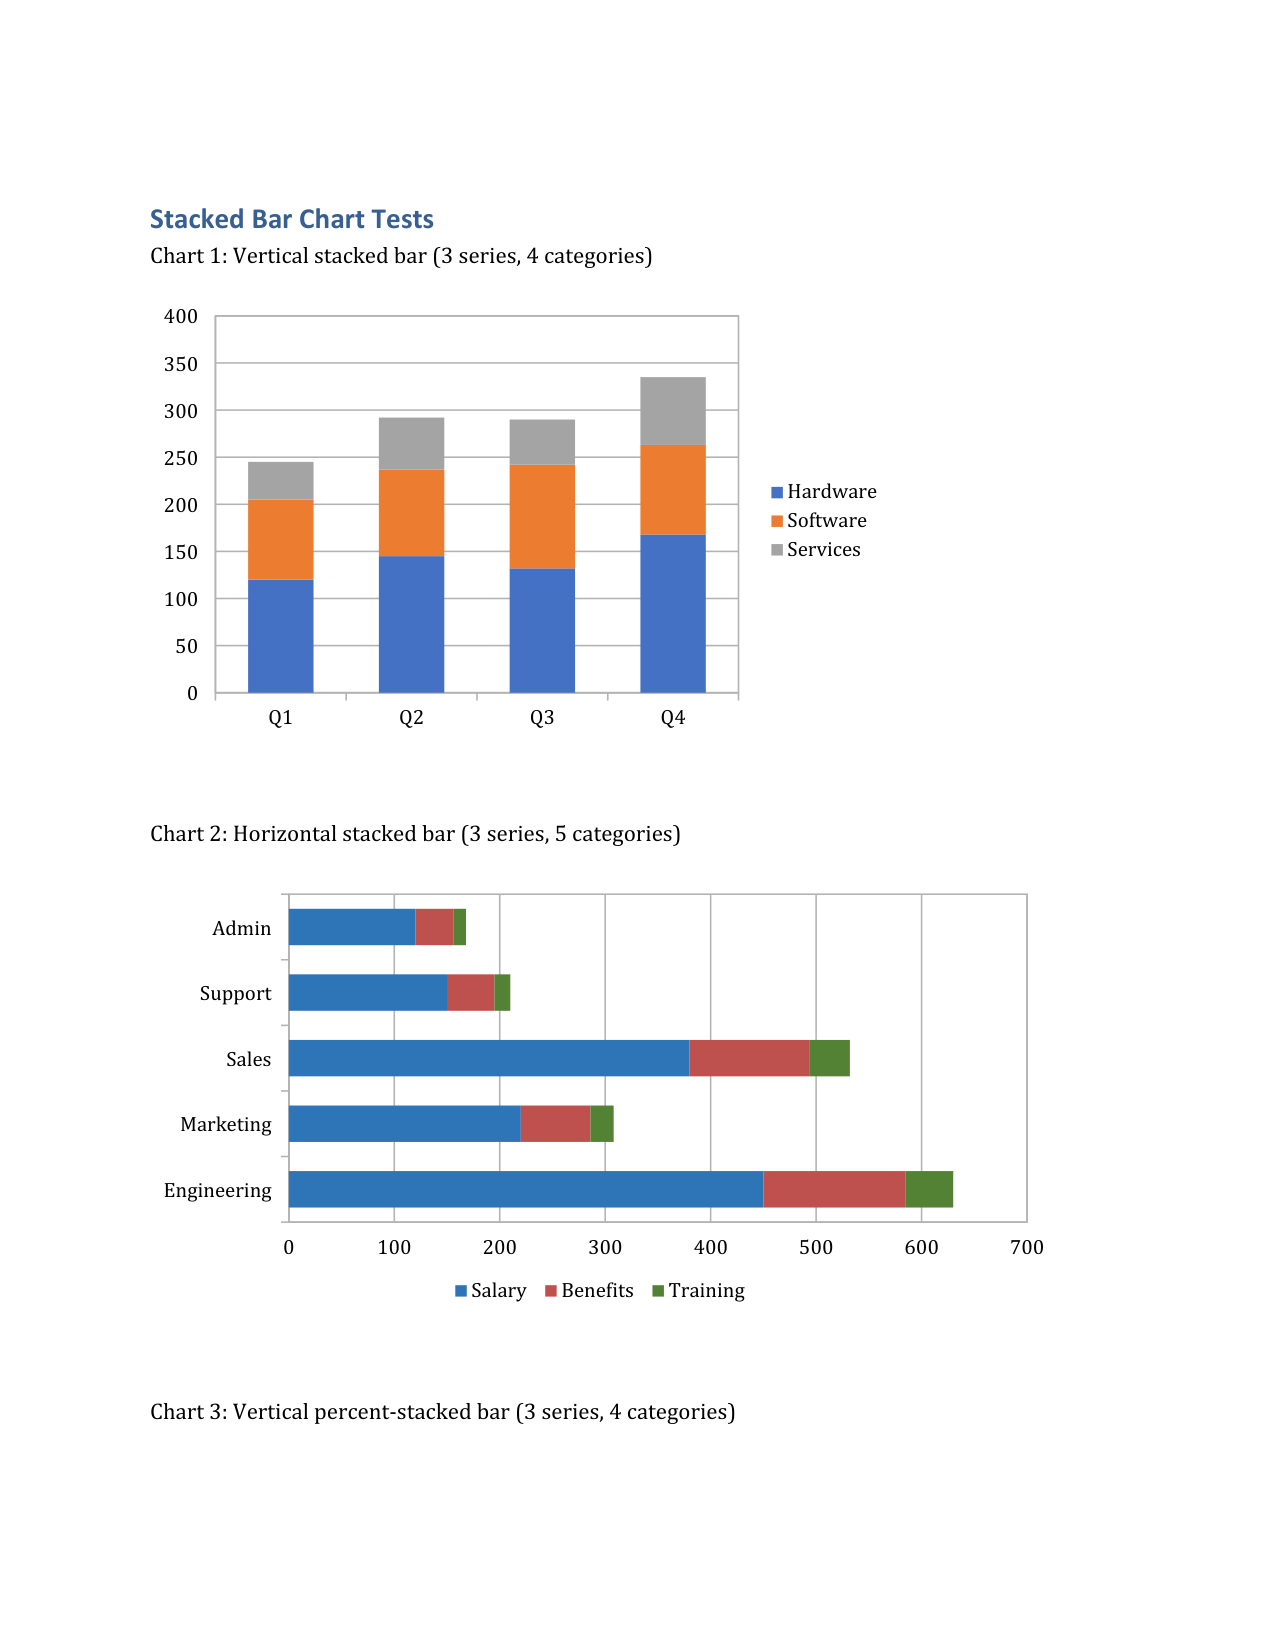 Stacked Bar Chart Tests
Chart 1: Vertical stacked bar (3 series, 4 categories)
400
350
300
250
200
150
100
50
0
Q1 Q2 Q3 Q4
Hardware
Software
Services
Chart 2: Horizontal stacked bar (3 series, 5 categories)
Admin
Support
Sales
Marketing
Engineering
0 100 200 300 400 500 600 700
Salary Benefits Training
Chart 3: Vertical percent-stacked bar (3 series, 4 categories)